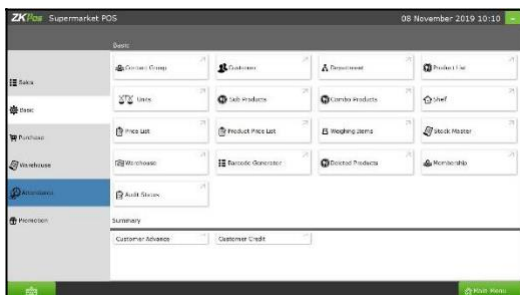 ZKPos Supermarket POS 08 November 2019 10:10
Basic
Contact Group Customer Department Product List
Sales
Units Sub Products Combo Products Shelf
Basic
Price List Product Price List Weighing Items Stock Master
Purchase
Warehouse Barcode Generator Deleted Products Membership
Warehouse
Attendance
Audit Stores
Promotion
Summary
Customer Advance Customer Credit
Main Menu